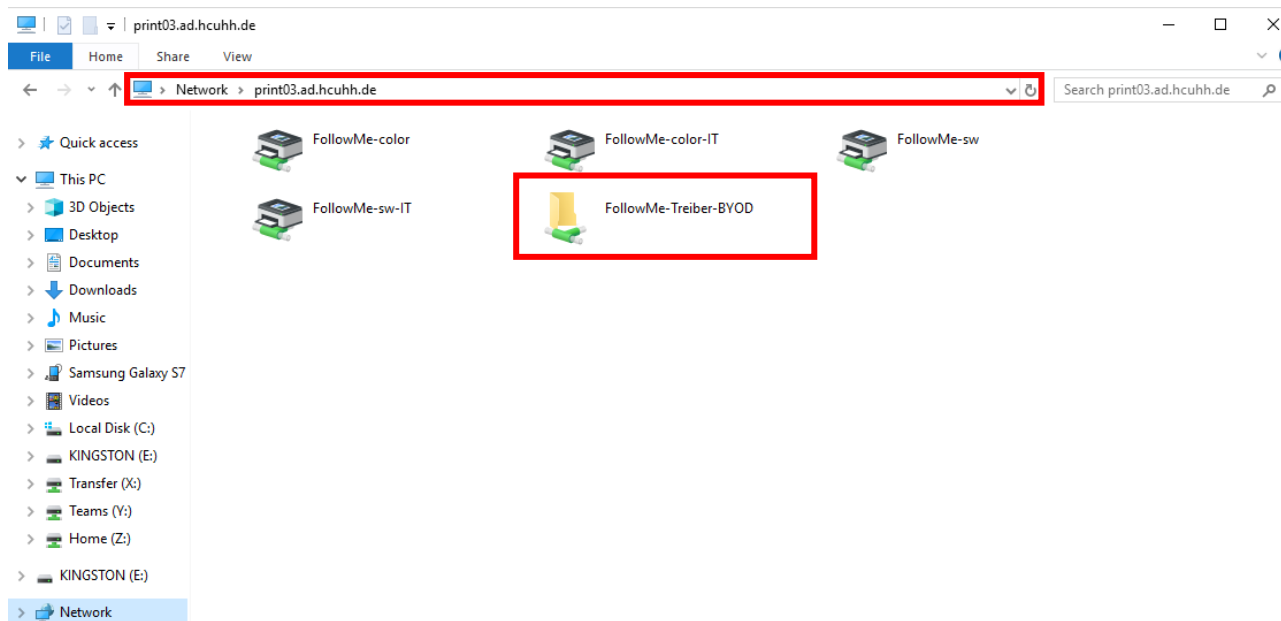 print03.ad.hcuhh.de
File Home Share View
Network > print03.ad.hcuhh.de
Search print03.ad.hcuhh.de
Quick access
This PC
3D Objects
Desktop
Documents
Downloads
Music
Pictures
Samsung Galaxy S7
Videos
Local Disk (C:)
KINGSTON (E:)
Transfer (X:)
Teams (Y:)
Home (Z:)
KINGSTON (E:)
Network
FollowMe-color
FollowMe-color-IT
FollowMe-sw
FollowMe-sw-IT
FollowMe-Treiber-BYOD